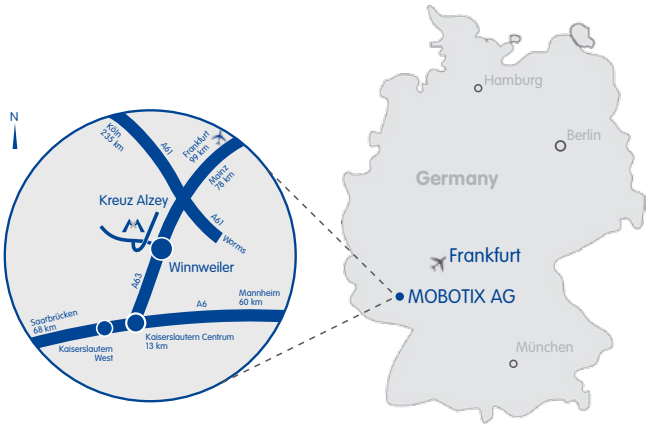 N
Köln
235 km
A61
Frankfurt
99 km
Mainz
78 km
Kreuz Alzey
A61
Worms
Winnweiler
A63
Mannheim
60 km
A6
Saarbrücken
68 km
Kaiserslautern
West
Kaiserslautern Centrum
13 km
Hamburg
Berlin
Germany
Frankfurt
MOBOTIX AG
München